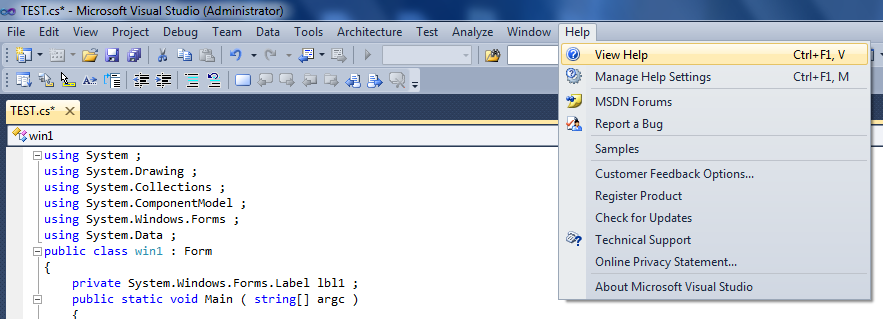 TEST.cs* - Microsoft Visual Studio (Administrator)
File Edit View Project Debug Team Data Tools Architecture Test Analyze Window Help
View Help Ctrl+F1, V
Manage Help Settings Ctrl+F1, M
MSDN Forums
Report a Bug
Samples
Customer Feedback Options...
Register Product
Check for Updates
Technical Support
Online Privacy Statement...
About Microsoft Visual Studio
TEST.cs*
win1
using System ;
using System.Drawing ;
using System.Collections ;
using System.ComponentModel ;
using System.Windows.Forms ;
using System.Data ;
public class win1 : Form
{
private System.Windows.Forms.Label lbl1 ;
public static void Main ( string[] argc )
{